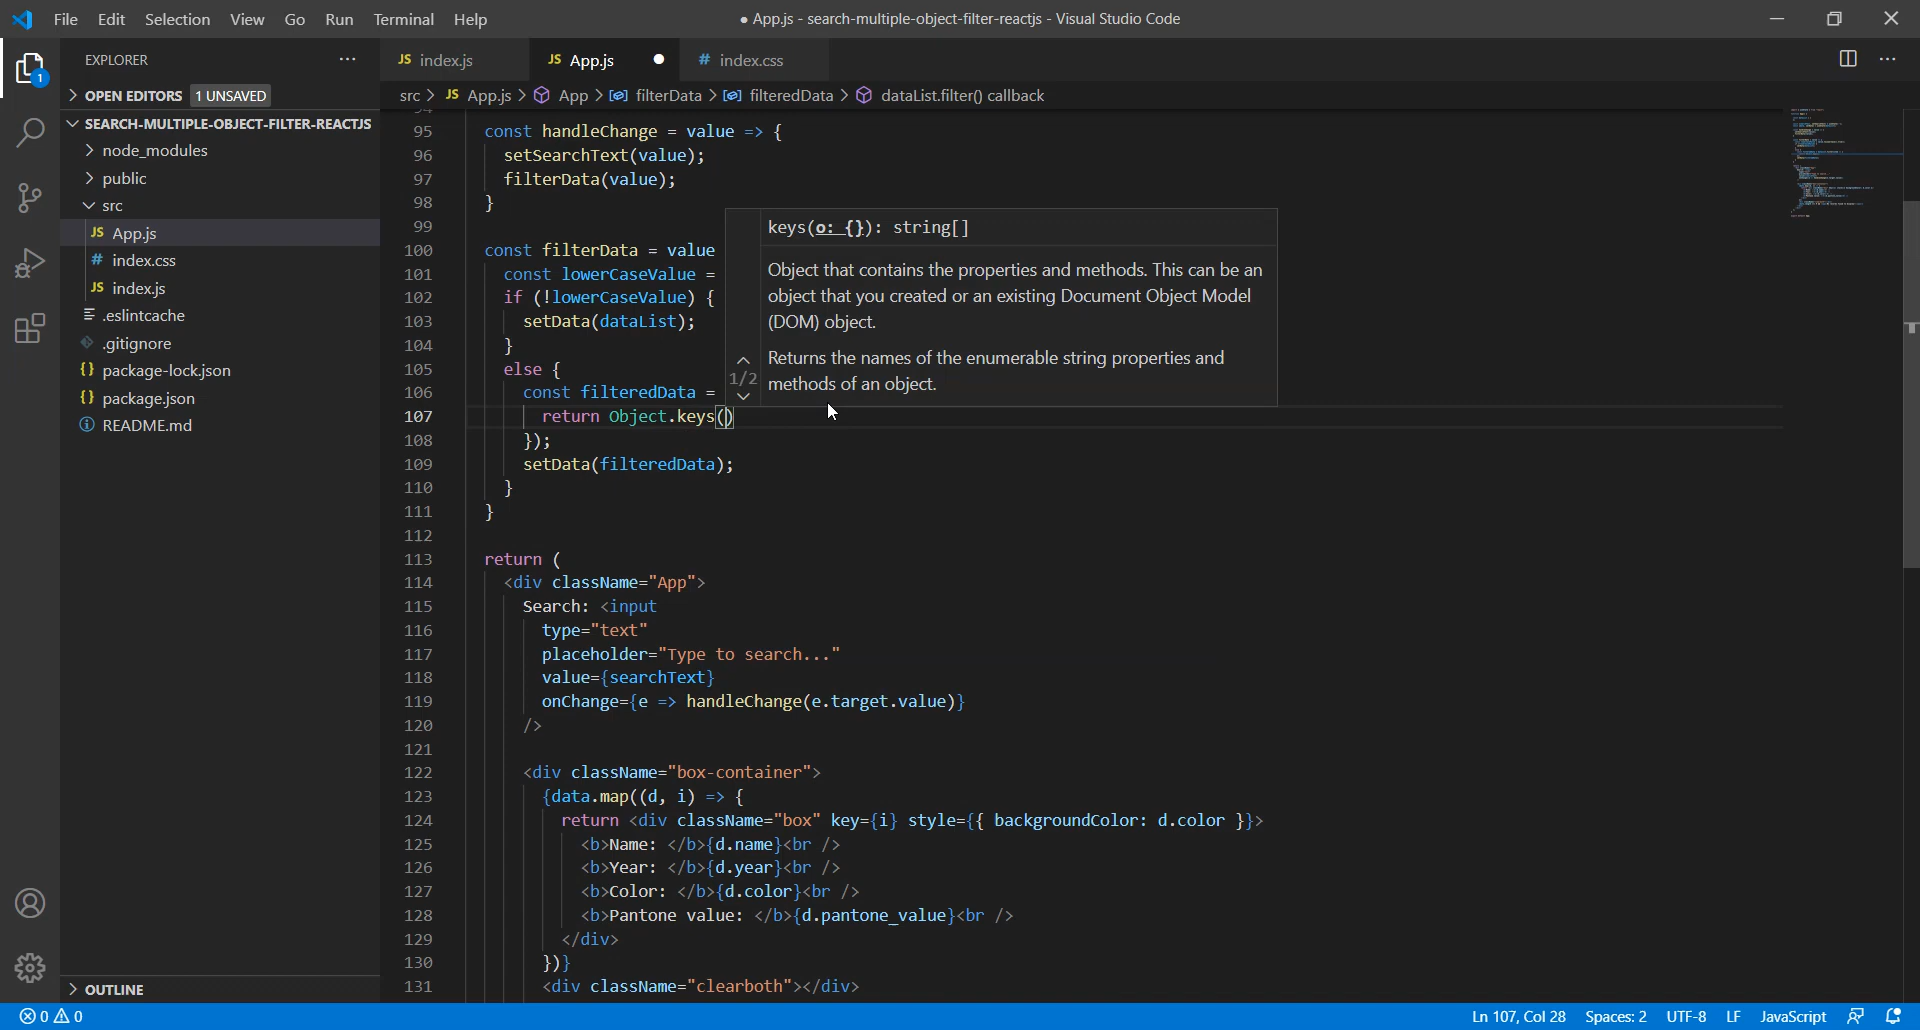 File Edit Selection View Go Run Terminal Help
● App.js - search-multiple-object-filter-reactjs - Visual Studio Code
EXPLORER
OPEN EDITORS 1 UNSAVED
SEARCH-MULTIPLE-OBJECT-FILTER-REACTJS
node_modules
public
src
JS App.js
# index.css
JS index.js
.eslintcache
.gitignore
{} package-lock.json
{} package.json
README.md
OUTLINE
1
JS index.js JS App.js # index.css
src > JS App.js > App > filterData > filteredData > dataList.filter() callback
95 const handleChange = value => {
96 setSearchText(value);
97 filterData(value);
98 }
99
100 const filterData = value
101 const lowerCaseValue =
102 if (!lowerCaseValue) {
103 setData(dataList);
104 }
105 else {
106 const filteredData =
107 return Object.keys()
108 });
109 setData(filteredData);
110 }
111 }
112
113 return (
114 <div className="App">
115 Search: <input
116 type="text"
117 placeholder="Type to search..."
118 value={searchText}
119 onChange={e => handleChange(e.target.value)}
120 />
121
122 <div className="box-container">
123 {data.map((d, i) => {
124 return <div className="box" key={i} style={{ backgroundColor: d.color }}>
125 <b>Name: </b>{d.name}<br />
126 <b>Year: </b>{d.year}<br />
127 <b>Color: </b>{d.color}<br />
128 <b>Pantone value: </b>{d.pantone_value}<br />
129 </div>
130 })}
131 <div className="clearboth"></div>
keys(o: {}): string[]
Object that contains the properties and methods. This can be an
object that you created or an existing Document Object Model
(DOM) object.
1/2
Returns the names of the enumerable string properties and
methods of an object.
0 0
Ln 107, Col 28 Spaces: 2 UTF-8 LF JavaScript